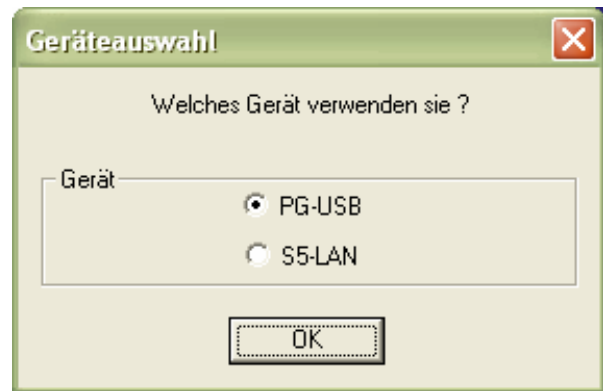 Geräteauswahl
Welches Gerät verwenden sie ?
Gerät
PG-USB
S5-LAN
OK